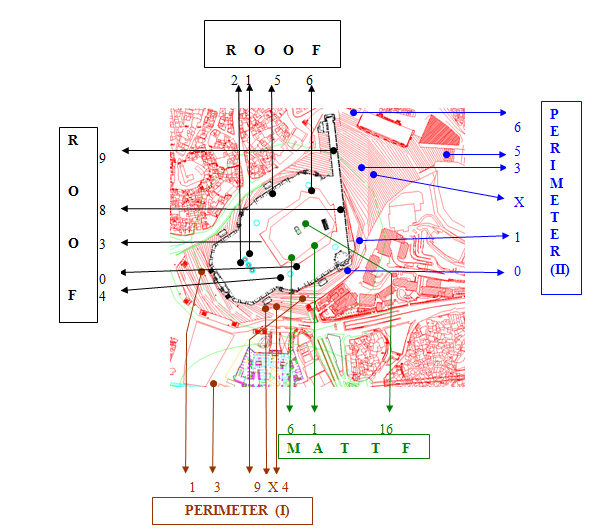 R O O F
2 1 5 6
R
O
O
F
9
8
3
0
4
6
5
3
X
1
0
P
E
R
I
M
E
T
E
R
(II)
6 1 16
M A T T F
1 3 9 X 4
PERIMETER (I)